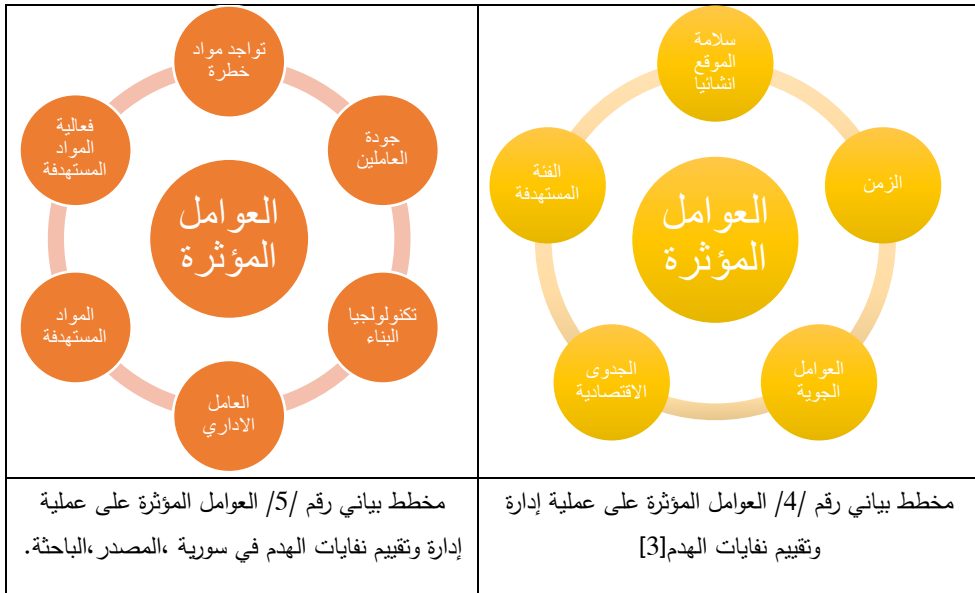 سلامة
الموقع
انشائيا
الزمن
العوامل
الجوية
الجدوى
الاقتصادية
الفئة
المستهدفة
العوامل
المؤثرة
مخطط بياني رقم /4/ العوامل المؤثرة على عملية إدارة
وتقييم نفايات الهدم[3]
تواجد مواد
خطرة
جودة
العاملين
تكنولولجيا
البناء
العامل
الاداري
المواد
المستهدفة
فعالية
المواد
المستهدفة
العوامل
المؤثرة
مخطط بياني رقم /5/ العوامل المؤثرة على عملية
إدارة وتقييم نفايات الهدم في سورية ،المصدر،الباحثة.